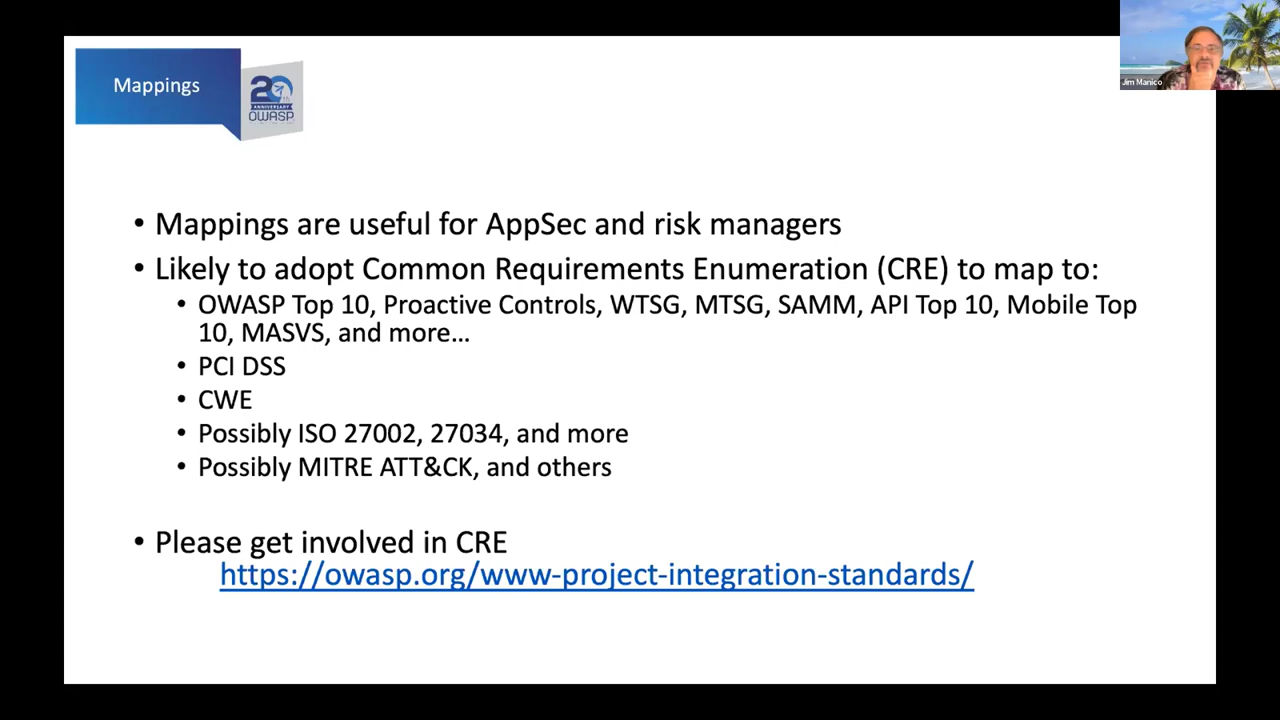 Mappings
20
ANNIVERSARY
OWASP
Jim Manico
• Mappings are useful for AppSec and risk managers
• Likely to adopt Common Requirements Enumeration (CRE) to map to:
• OWASP Top 10, Proactive Controls, WTSG, MTSG, SAMM, API Top 10, Mobile Top
10, MASVS, and more…
• PCI DSS
• CWE
• Possibly ISO 27002, 27034, and more
• Possibly MITRE ATT&CK, and others
• Please get involved in CRE
https://owasp.org/www-project-integration-standards/